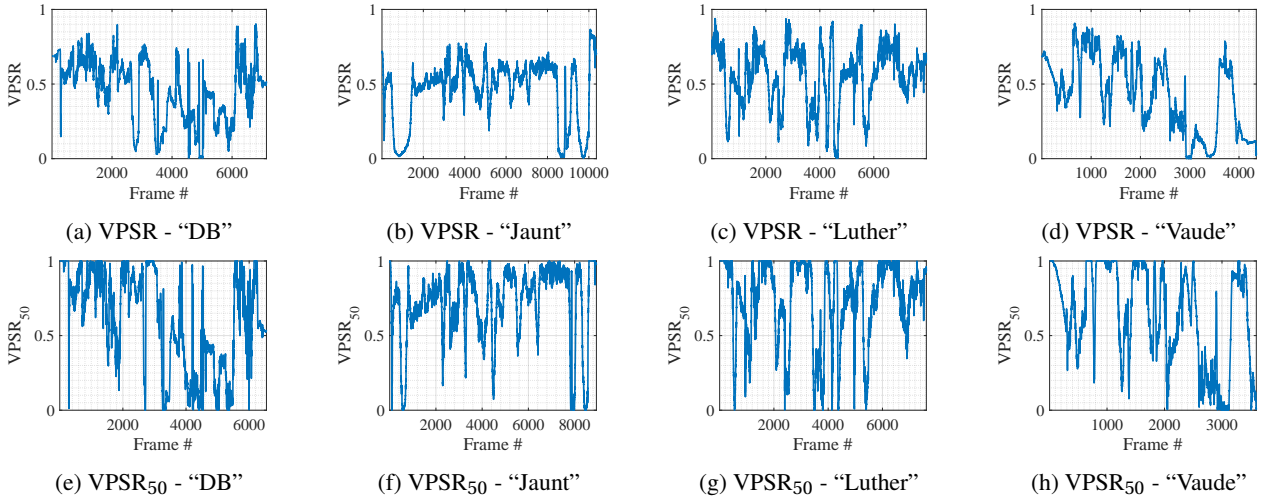 1 1 1 1
VPSR 0.5 VPSR 0.5 VPSR 0.5 VPSR 0.5
0 0 0 0
2000 4000 6000 2000 4000 6000 8000 10000 2000 4000 6000 1000 2000 3000 4000
Frame # Frame # Frame # Frame #
(a) VPSR - “DB” (b) VPSR - “Jaunt” (c) VPSR - “Luther” (d) VPSR - “Vaude”
1 1 1 1
VPSR50 0.5 VPSR50 0.5 VPSR50 0.5 VPSR50 0.5
0 0 0 0
2000 4000 6000 2000 4000 6000 8000 2000 4000 6000 1000 2000 3000
Frame # Frame # Frame # Frame #
(e) VPSR50 - “DB” (f) VPSR50 - “Jaunt” (g) VPSR50 - “Luther” (h) VPSR50 - “Vaude”